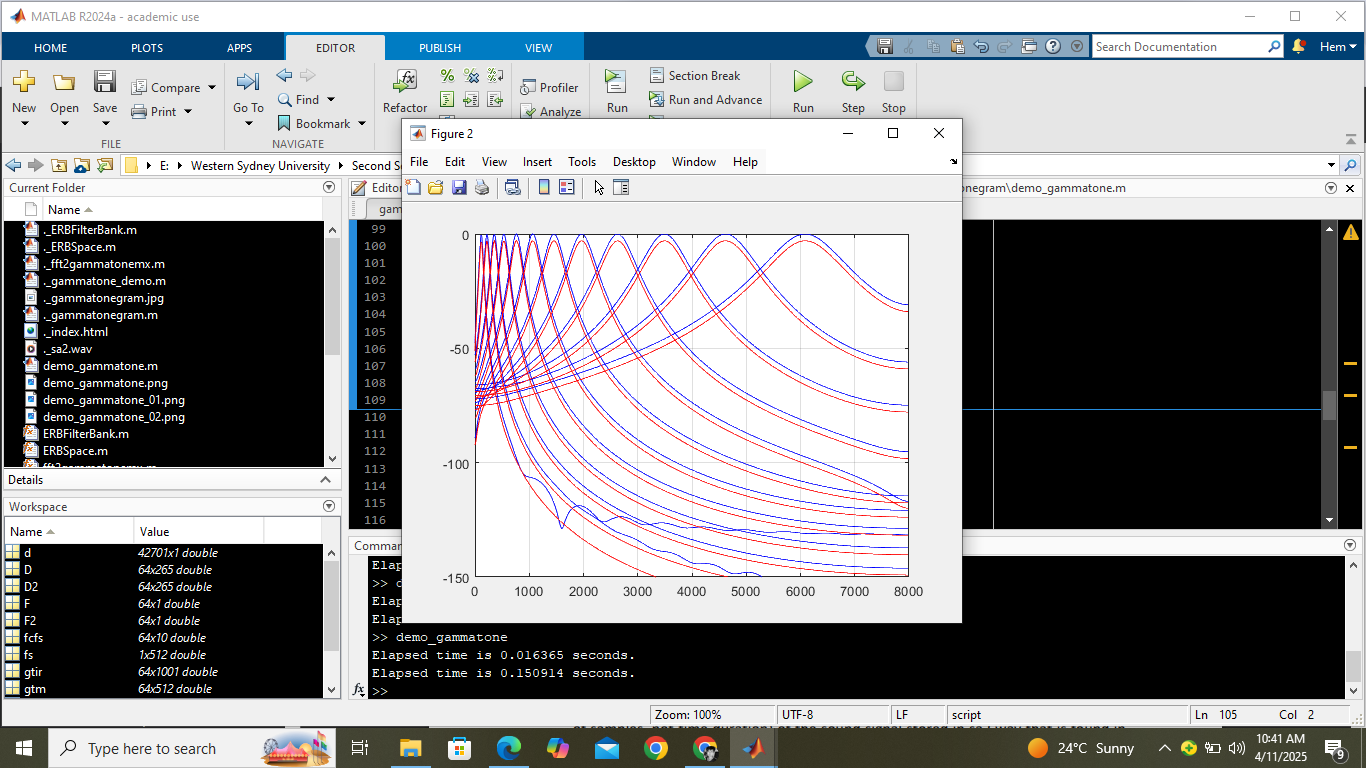 MATLAB R2024a - academic use
HOME PLOTS APPS EDITOR PUBLISH VIEW
Search Documentation
Hem
New Open Save Compare Print
Go To Find Bookmark
Refactor
Profiler
Analyze
Run Section Break
Run and Advance
Run Step Stop
FILE NAVIGATE
E: Western Sydney University Second S
Current Folder
Name
._ERBFilterBank.m
._ERBSpace.m
._fft2gammatonemx.m
._gammatone_demo.m
._gammatonegram.jpg
._gammatonegram.m
._index.html
._sa2.wav
demo_gammatone.m
demo_gammatone.png
demo_gammatone_01.png
demo_gammatone_02.png
ERBFilterBank.m
ERBSpace.m
fft2gammatonemx.m
Details
Workspace
Name Value
d 42701x1 double
D 64x265 double
D2 64x265 double
F 64x1 double
F2 64x1 double
fcfs 64x10 double
fs 1x512 double
gtir 64x1001 double
gtm 64x512 double
Editor
onegram\demo_gammatone.m
gam
99
100
101
102
103
104
105
106
107
108
109
110
111
112
113
114
115
116
Figure 2
File Edit View Insert Tools Desktop Window Help
0
-50
-100
-150
0 1000 2000 3000 4000 5000 6000 7000 8000
Comma
Elap
>> d
Elap
Elap
>> demo_gammatone
Elapsed time is 0.016365 seconds.
Elapsed time is 0.150914 seconds.
fx >>
Zoom: 100% UTF-8 LF script Ln 105 Col 2
Type here to search
24°C Sunny
10:41 AM
4/11/2025
9